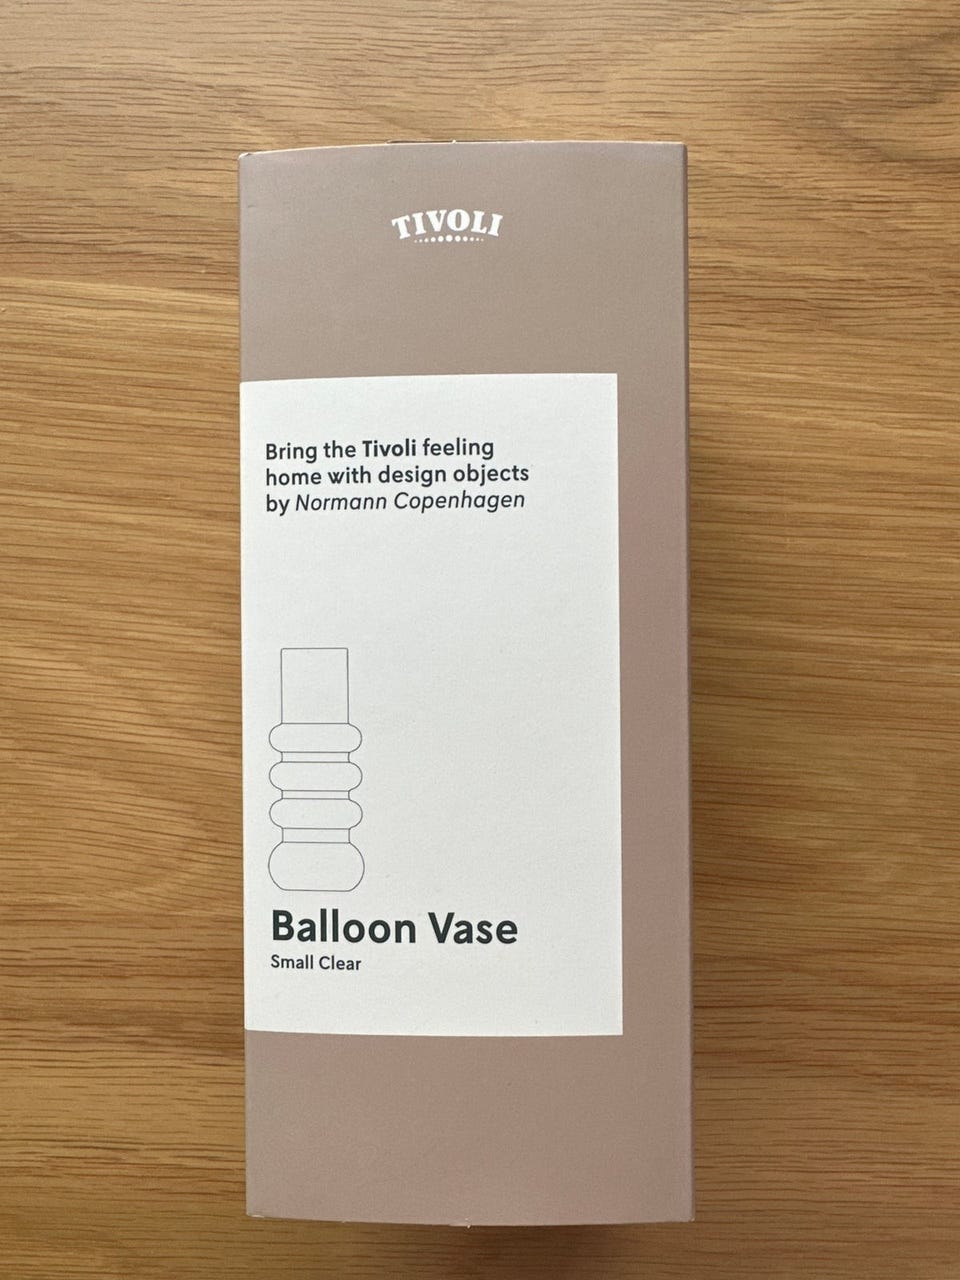 TIVOLI
Bring the Tivoli feeling
home with design objects
by Normann Copenhagen
Balloon Vase
Small Clear